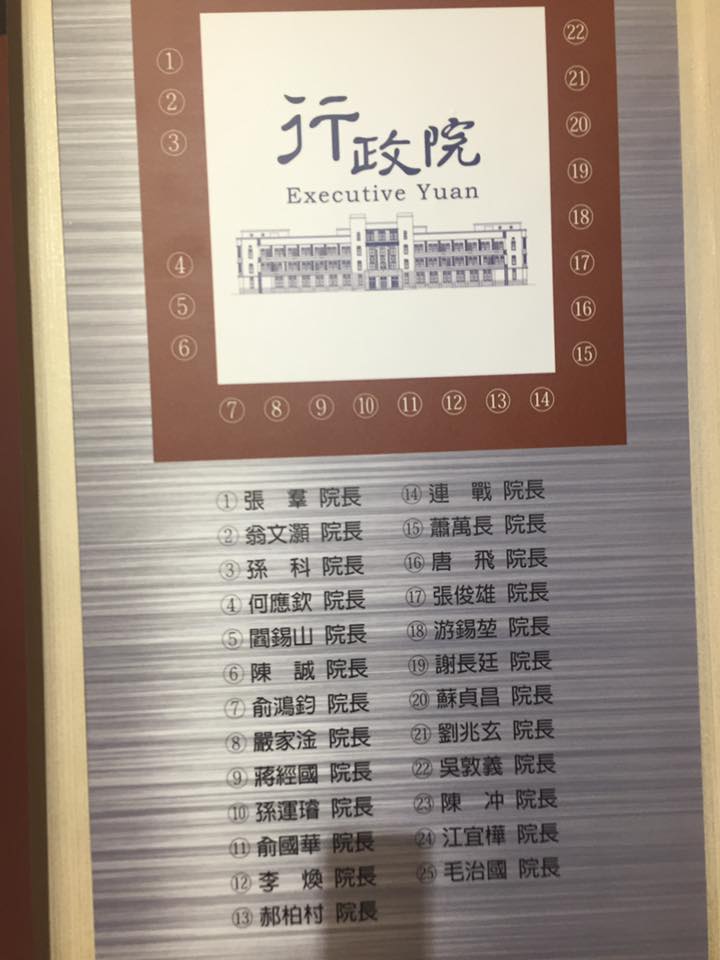 行政院
Executive Yuan
① ② ③ ④ ⑤ ⑥
⑦ ⑧ ⑨ ⑩ ⑪ ⑫ ⑬ ⑭
㉒ ㉑ ⑳ ⑲ ⑱ ⑰ ⑯ ⑮
① 張 羣 院長
② 翁文灝 院長
③ 孫 科 院長
④ 何應欽 院長
⑤ 閻錫山 院長
⑥ 陳 誠 院長
⑦ 俞鴻鈞 院長
⑧ 嚴家淦 院長
⑨ 蔣經國 院長
⑩ 孫運璿 院長
⑪ 俞國華 院長
⑫ 李 煥 院長
⑬ 郝柏村 院長
⑭ 連 戰 院長
⑮ 蕭萬長 院長
⑯ 唐 飛 院長
⑰ 張俊雄 院長
⑱ 游錫堃 院長
⑲ 謝長廷 院長
⑳ 蘇貞昌 院長
㉑ 劉兆玄 院長
㉒ 吳敦義 院長
㉓ 陳 冲 院長
㉔ 江宜樺 院長
㉕ 毛治國 院長